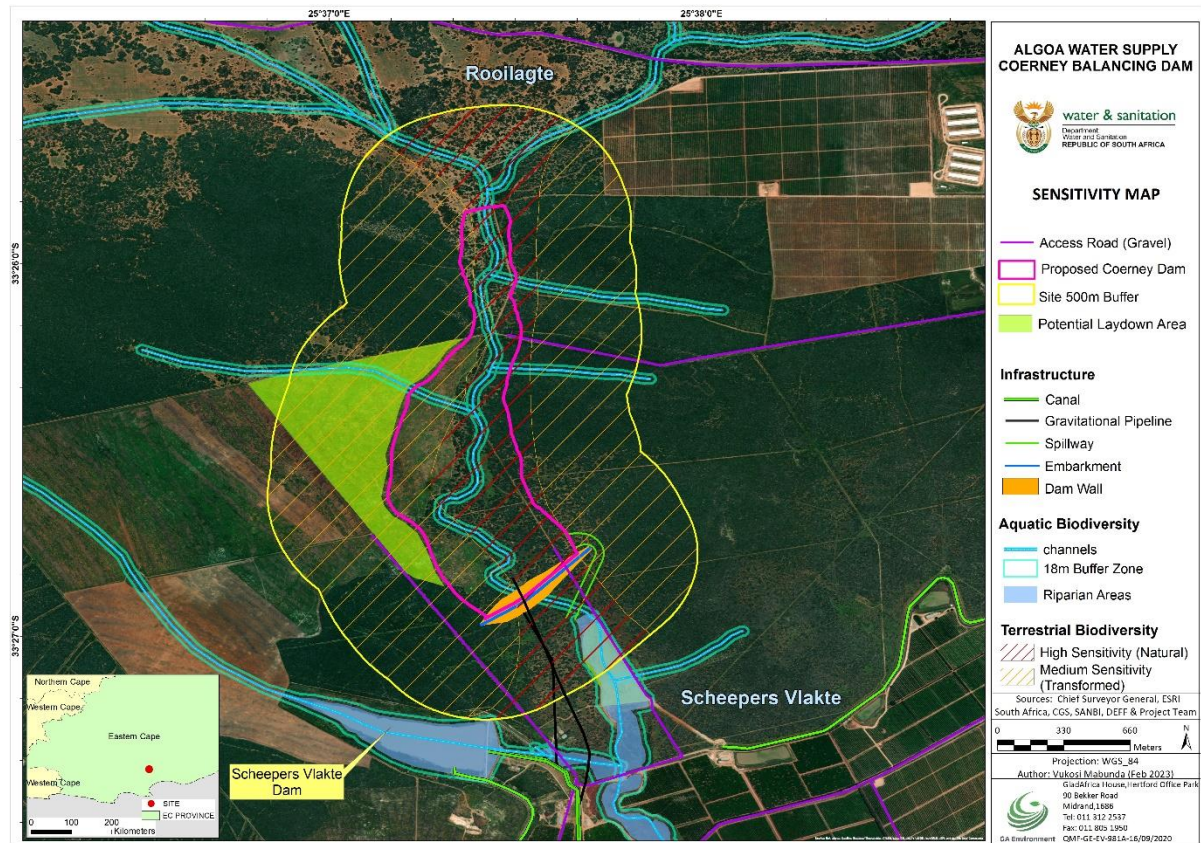 25°37'0"E
25°38'0"E
33°26'0"S
33°27'0"S
Rooilagte
Scheepers Vlakte
Scheepers Vlakte
Dam
Northern Cape
Western Cape
Eastern Cape
Western Cape
SITE
EC PROVINCE
0 100 200
Kilometers
ALGOA WATER SUPPLY
COERNEY BALANCING DAM
water & sanitation
Department:
Water and Sanitation
REPUBLIC OF SOUTH AFRICA
SENSITIVITY MAP
Access Road (Gravel)
Proposed Coerney Dam
Site 500m Buffer
Potential Laydown Area
Infrastructure
Canal
Gravitational Pipeline
Spillway
Embarkment
Dam Wall
Aquatic Biodiversity
channels
18m Buffer Zone
Riparian Areas
Terrestrial Biodiversity
High Sensitivity (Natural)
Medium Sensitivity
(Transformed)
Sources: Chief Surveyor General, ESRI
South Africa, CGS, SANBI, DEFF & Project Team
0 330 660
Meters
N
Projection: WGS_84
Author: Vukosi Mabunda (Feb 2023)
GladAfrica House, Hertford Office Park
90 Bekker Road
Midrand,1686
Tel: 011 312 2537
Fax: 011 805 1950
GA Environment QMF-GE-EV-981A-16/09/2020